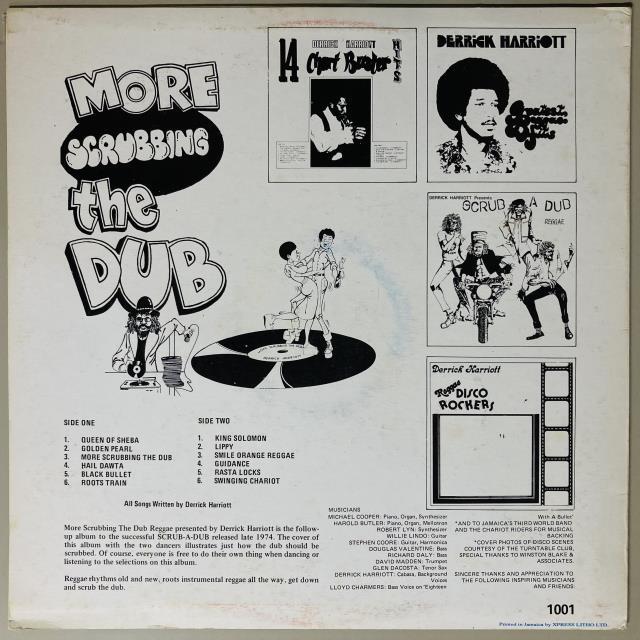 MORE
SCRUBBING
the
DUB
14
DERRICK HARRIOTT
Chart Buster
HITS
DERRICK HARRIOTT
Greatest
Reggae
Hits
DERRICK HARRIOTT Presents
SCRUB A DUB
REGGAE
MORE SCRUBBING THE DUB
DERRICK HARRIOTT
Derrick Harriott
Reggae
DISCO
ROCKERS
SIDE ONE
1. QUEEN OF SHEBA
2. GOLDEN PEARL
3. MORE SCRUBBING THE DUB
4. HAIL DAWTA
5. BLACK BULLET
6. ROOTS TRAIN
SIDE TWO
1. KING SOLOMON
2. LIPPY
3. SMILE ORANGE REGGAE
4. GUIDANCE
5. RASTA LOCKS
6. SWINGING CHARIOT
All Songs Written by Derrick Harriott
More Scrubbing The Dub Reggae presented by Derrick Harriott is the follow-
up album to the successful SCRUB-A-DUB released late 1974. The cover of
this album with the two dancers illustrates just how the dub should be
scrubbed. Of course, everyone is free to do their own thing when dancing or
listening to the selections on this album.
Reggae rhythms old and new, roots instrumental reggae all the way, get down
and scrub the dub.
MUSICIANS
MICHAEL COOPER: Piano, Organ, Synthesizer
HAROLD BUTLER: Piano, Organ, Mellotron
ROBERT LYN: Synthesizer
WILLIE LINDO: Guitar
STEPHEN COORE: Guitar, Harmonica
DOUGLAS VALENTINE: Bass
RICHARD DALY: Bass
DAVID MADDEN: Trumpet
GLEN DACOSTA: Tenor Sax
DERRICK HARRIOTT: Cabasa, Background
Voices
LLOYD CHARMERS: Bass Voice on 'Eighteen
With A Bullet'
"AND TO JAMAICA'S THIRD WORLD BAND
AND THE CHARIOT RIDERS FOR MUSICAL
BACKING
"COVER PHOTOS OF DISCO SCENES
COURTESY OF THE TURNTABLE CLUB,
SPECIAL THANKS TO WINSTON BLAKE &
ASSOCIATES.
SINCERE THANKS AND APPRECIATION TO
THE FOLLOWING INSPIRING MUSICIANS
AND FRIENDS:
1001
Printed in Jamaica by XPRESS LITHO LTD.